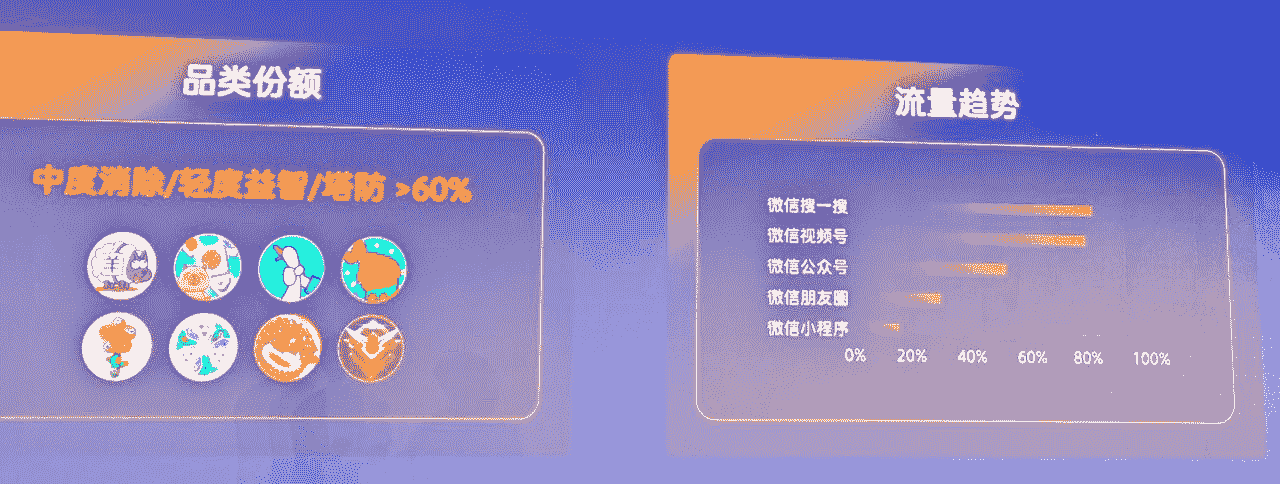 品类份额
中度消除/轻度益智/塔防 >60%
羊
流量趋势
微信搜一搜
微信视频号
微信公众号
微信朋友圈
微信小程序
0% 20% 40% 60% 80% 100%